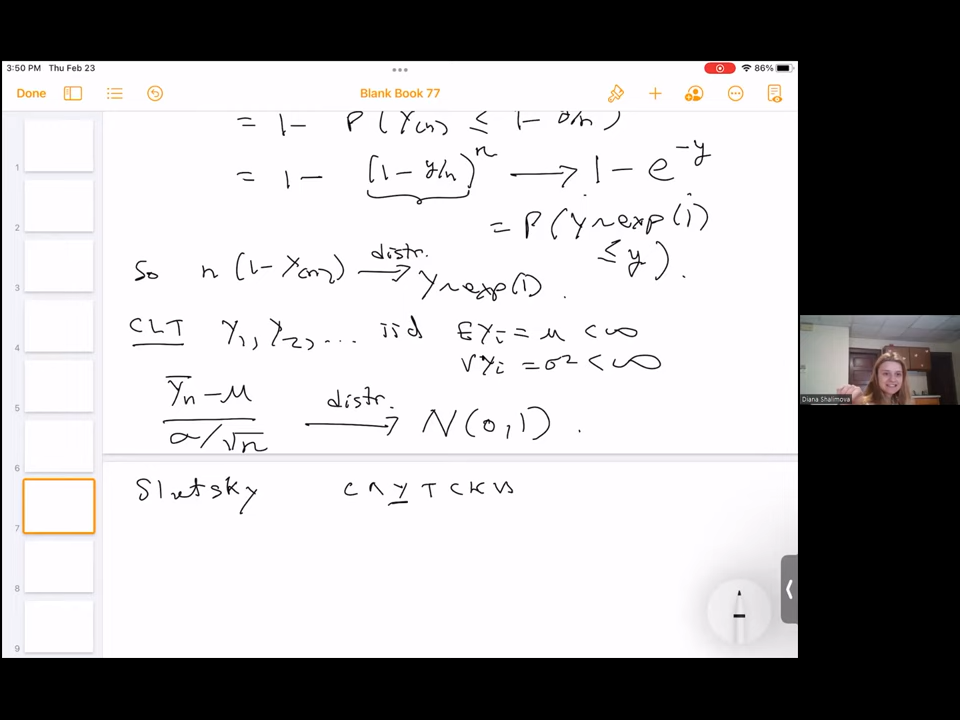 3:50 PM Thu Feb 23
86%
Done
Blank Book 77
= 1 - P(X(n) ≤ 1 - y/n)
= 1 - (1 - y/n)^n → 1 - e^-y
= P(Y~exp(1)
≤ y).
So n(1 - X(n)) distr. → Y~exp(1).
CLT Y1, Y2, ... iid EYi = μ < ∞
VYi = σ² < ∞
(Ȳn - μ) / (σ/√n) distr. → N(0,1).
Slutsky
1
2
3
4
5
6
7
8
9
Diana Shalimova